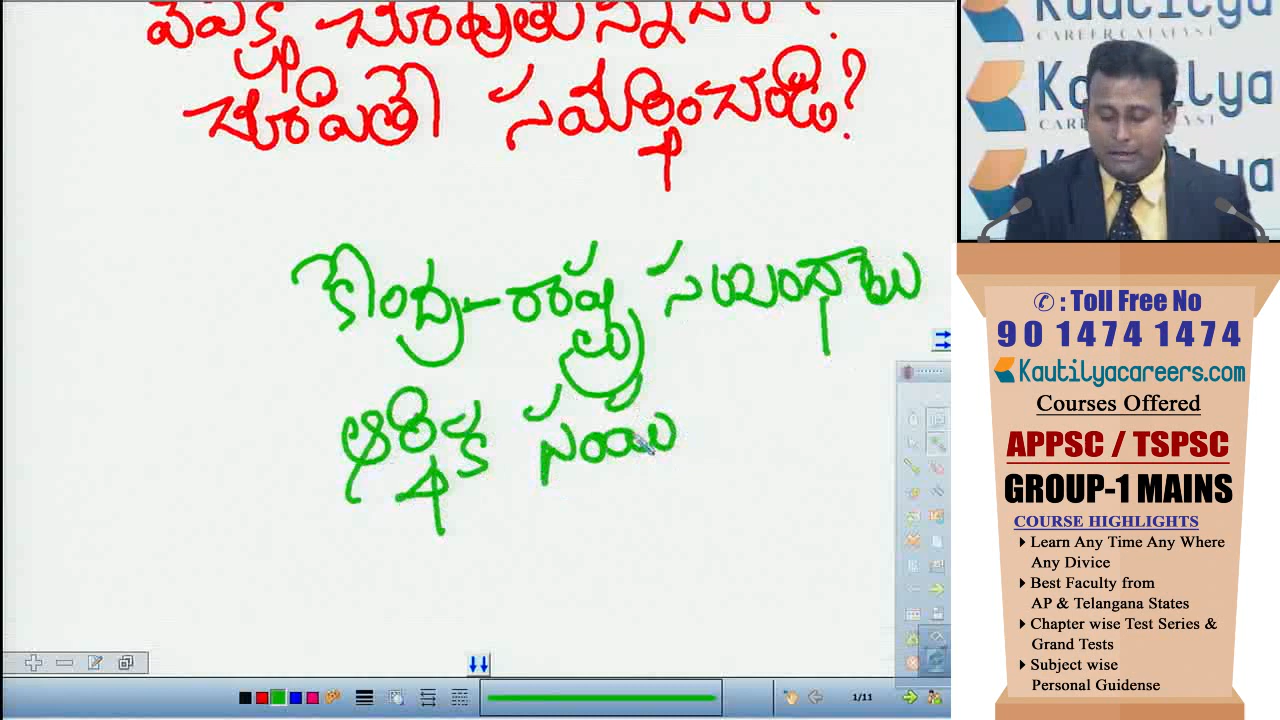 చూపుతున్నదా?
చూపితే సమర్థించండి?
కేంద్ర-రాష్ట్ర సంబంధాలు
ఆర్థిక సంబ
Kautilya
CAREER CATALYST
Kautilya
CAREER CATALYST
✆ : Toll Free No
90 1474 1474
Kautilyacareers.com
Courses Offered
APPSC / TSPSC
GROUP-1 MAINS
COURSE HIGHLIGHTS
Learn Any Time Any Where
Any Divice
Best Faculty from
AP & Telangana States
Chapter wise Test Series &
Grand Tests
Subject wise
Personal Guidense
1/11